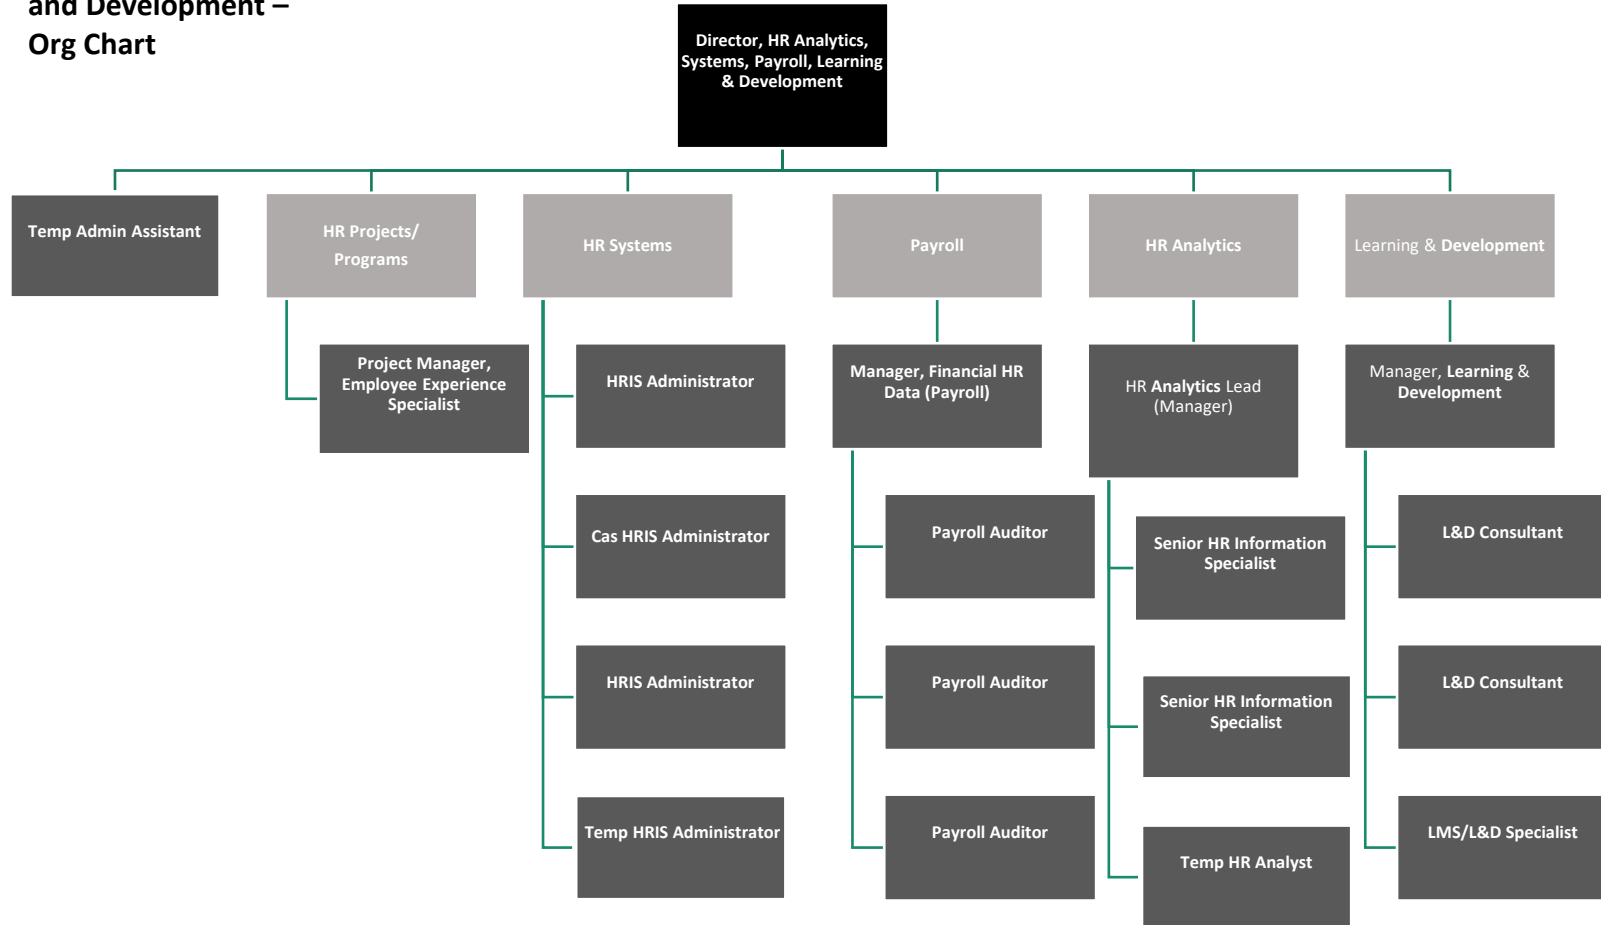 and Development –
Org Chart
Director, HR Analytics,
Systems, Payroll, Learning
& Development
Temp Admin Assistant
HR Projects/
Programs
HR Systems
Payroll
HR Analytics
Learning & Development
Project Manager,
Employee Experience
Specialist
HRIS Administrator
Manager, Financial HR
Data (Payroll)
HR Analytics Lead
(Manager)
Manager, Learning &
Development
Cas HRIS Administrator
Payroll Auditor
Senior HR Information
Specialist
L&D Consultant
HRIS Administrator
Payroll Auditor
Senior HR Information
Specialist
L&D Consultant
Temp HRIS Administrator
Payroll Auditor
Temp HR Analyst
LMS/L&D Specialist